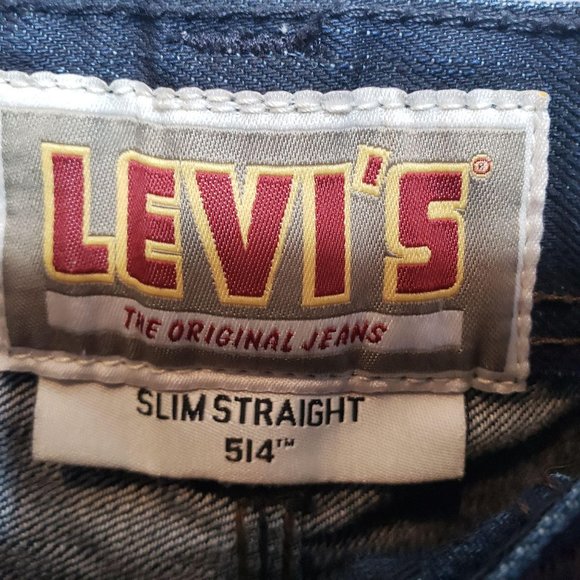 LEVI'S®
THE ORIGINAL JEANS
SLIM STRAIGHT
514™